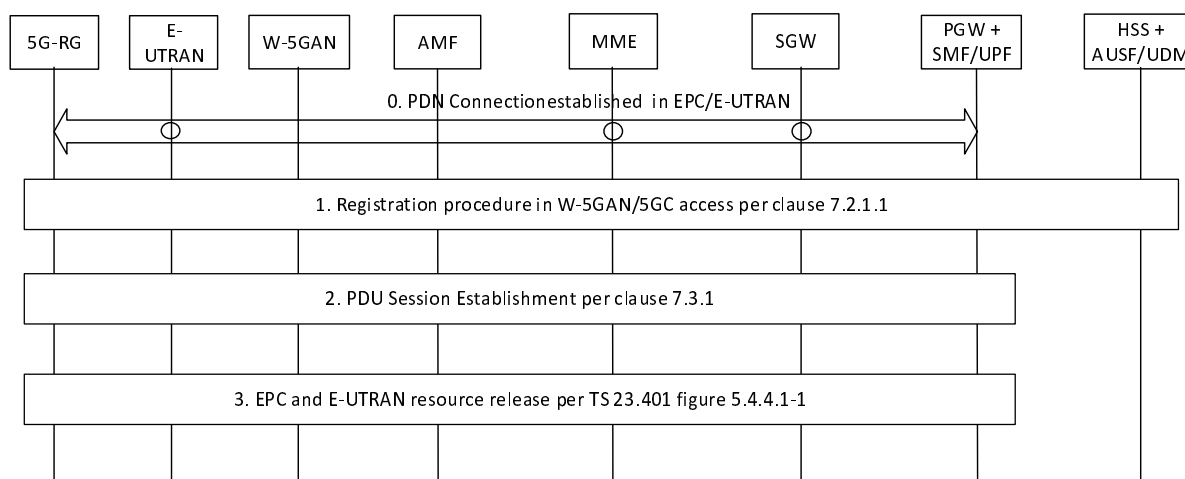 5G-RG
E-
UTRAN
W-5GAN
AMF
MME
SGW
PGW +
SMF/UPF
HSS +
AUSF/UDM
0. PDN Connectionestablished in EPC/E-UTRAN
1. Registration procedure in W-5GAN/5GC access per clause 7.2.1.1
2. PDU Session Establishment per clause 7.3.1
3. EPC and E-UTRAN resource release per TS 23.401 figure 5.4.4.1-1